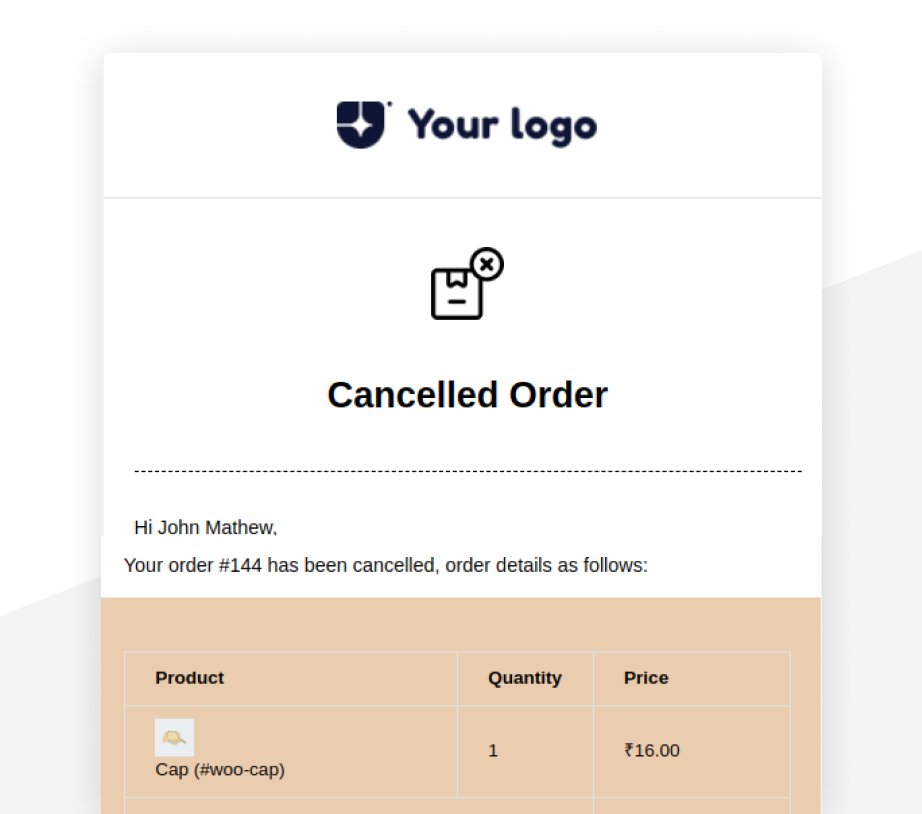 Your logo
Cancelled Order
Hi John Mathew,
Your order #144 has been cancelled, order details as follows:
Product Quantity Price
Cap (#woo-cap) 1 ₹16.00